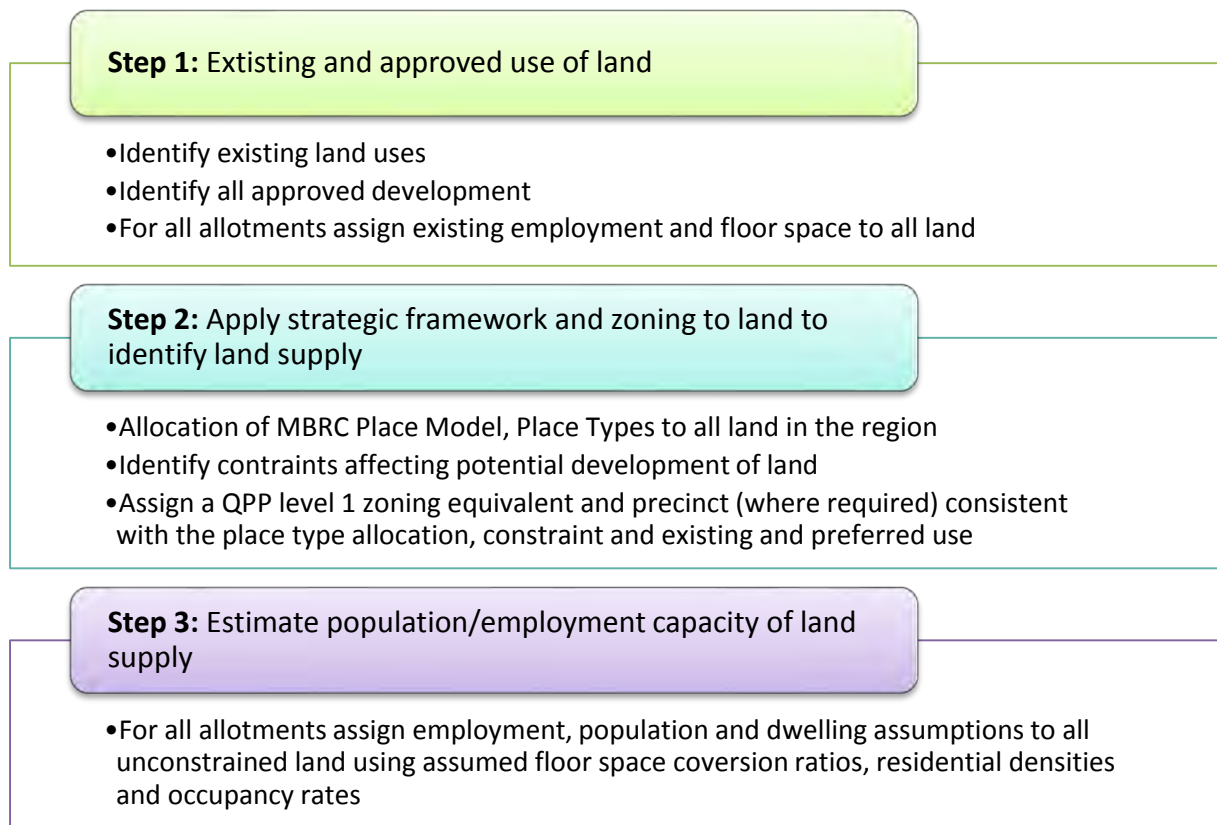 Step 1: Extisting and approved use of land
•Identify existing land uses
•Identify all approved development
•For all allotments assign existing employment and floor space to all land
Step 2: Apply strategic framework and zoning to land to
identify land supply
•Allocation of MBRC Place Model, Place Types to all land in the region
•Identify contraints affecting potential development of land
•Assign a QPP level 1 zoning equivalent and precinct (where required) consistent
with the place type allocation, constraint and existing and preferred use
Step 3: Estimate population/employment capacity of land
supply
•For all allotments assign employment, population and dwelling assumptions to all
unconstrained land using assumed floor space coversion ratios, residential densities
and occupancy rates